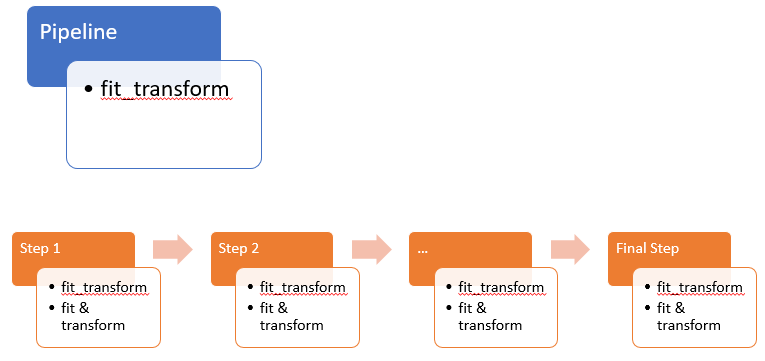 Pipeline
• fit_transform
Step 1
• fit_transform
• fit &
transform
Step 2
• fit_transform
• fit &
transform
...
• fit_transform
• fit &
transform
Final Step
• fit_transform
• fit &
transform